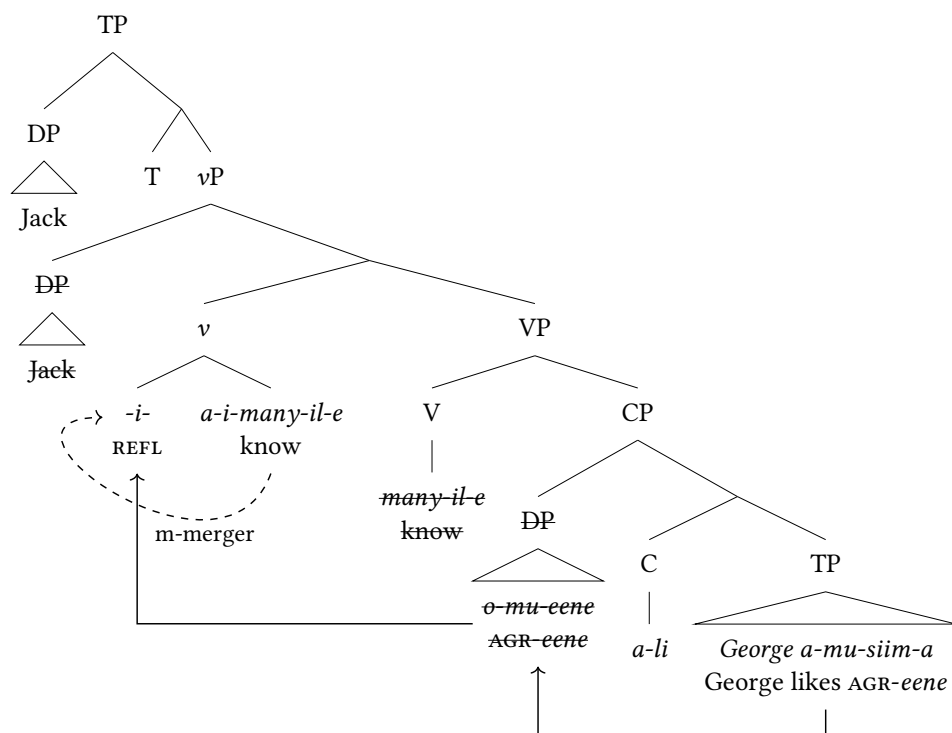 TP
DP
T vP
Jack
DP
v VP
Jack
-i- a-i-many-il-e V CP
REFL know
many-il-e DP
know
m-merger
C TP
o-mu-eene
AGR-eene
a-li George a-mu-siim-a
George likes AGR-eene